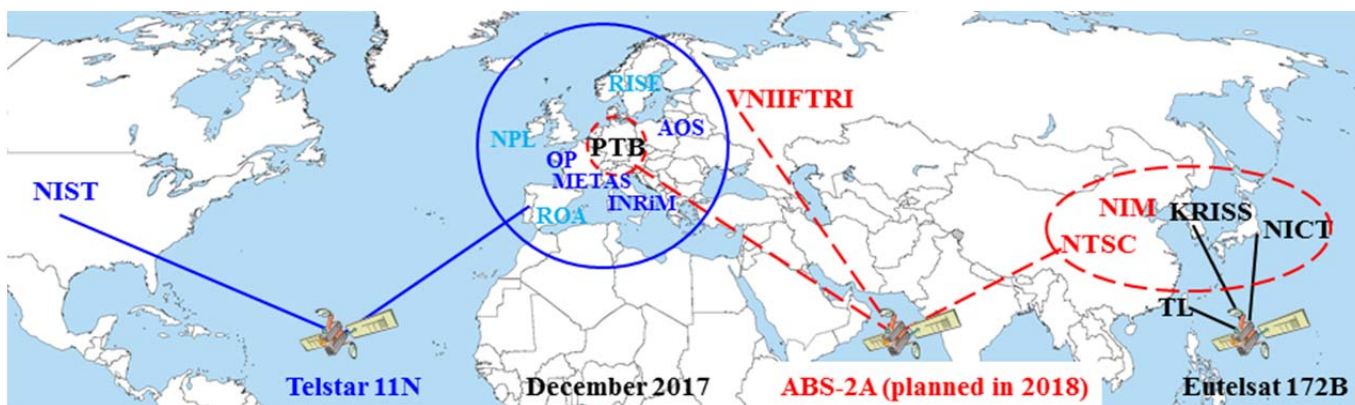 RISE
VNIIFTRI
NPL
AOS
PTB
OP
METAS
NIST
INRiM
ROA
NIM
KRISS
NTSC
NICT
TL
Telstar 11N
December 2017
ABS-2A (planned in 2018)
Eutelsat 172B